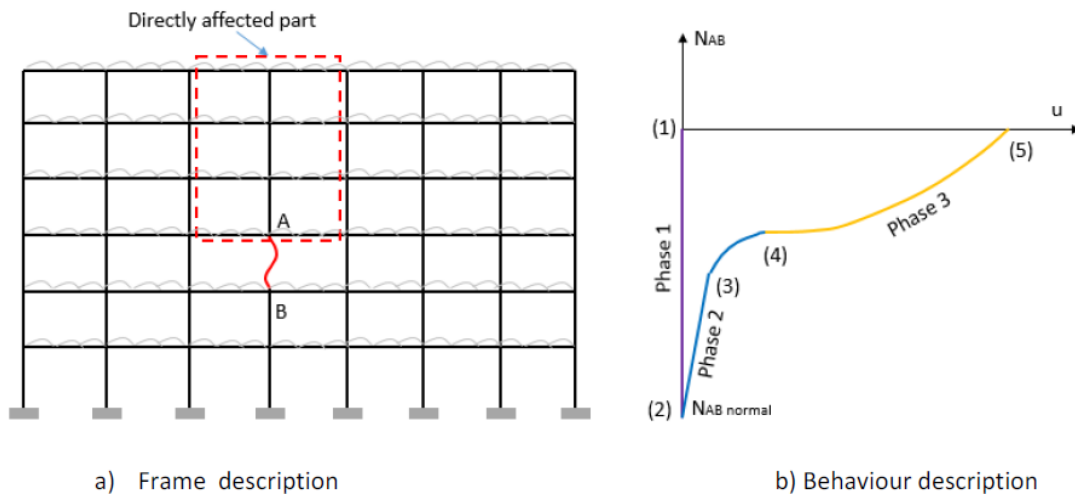 Directly affected part
A
B
a) Frame description
NAB
u
(1)
(5)
Phase 1
Phase 3
(4)
(3)
Phase 2
(2)
NAB normal
b) Behaviour description